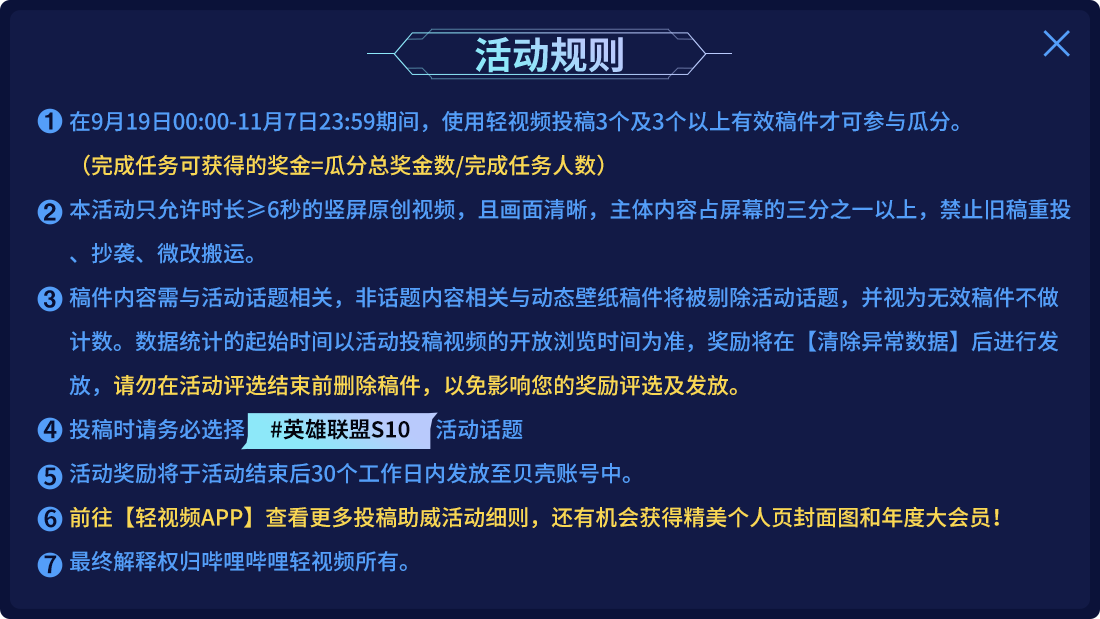 活动规则
1 在9月19日00:00-11月7日23:59期间，使用轻视频投稿3个及3个以上有效稿件才可参与瓜分。
（完成任务可获得的奖金=瓜分总奖金数/完成任务人数）
2 本活动只允许时长≥6秒的竖屏原创视频，且画面清晰，主体内容占屏幕的三分之一以上，禁止旧稿重投
、抄袭、微改搬运。
3 稿件内容需与活动话题相关，非话题内容相关与动态壁纸稿件将被剔除活动话题，并视为无效稿件不做
计数。数据统计的起始时间以活动投稿视频的开放浏览时间为准，奖励将在【清除异常数据】后进行发
放，请勿在活动评选结束前删除稿件，以免影响您的奖励评选及发放。
4 投稿时请务必选择 #英雄联盟S10 活动话题
5 活动奖励将于活动结束后30个工作日内发放至贝壳账号中。
6 前往【轻视频APP】查看更多投稿助威活动细则，还有机会获得精美个人页封面图和年度大会员！
7 最终解释权归哔哩哔哩轻视频所有。